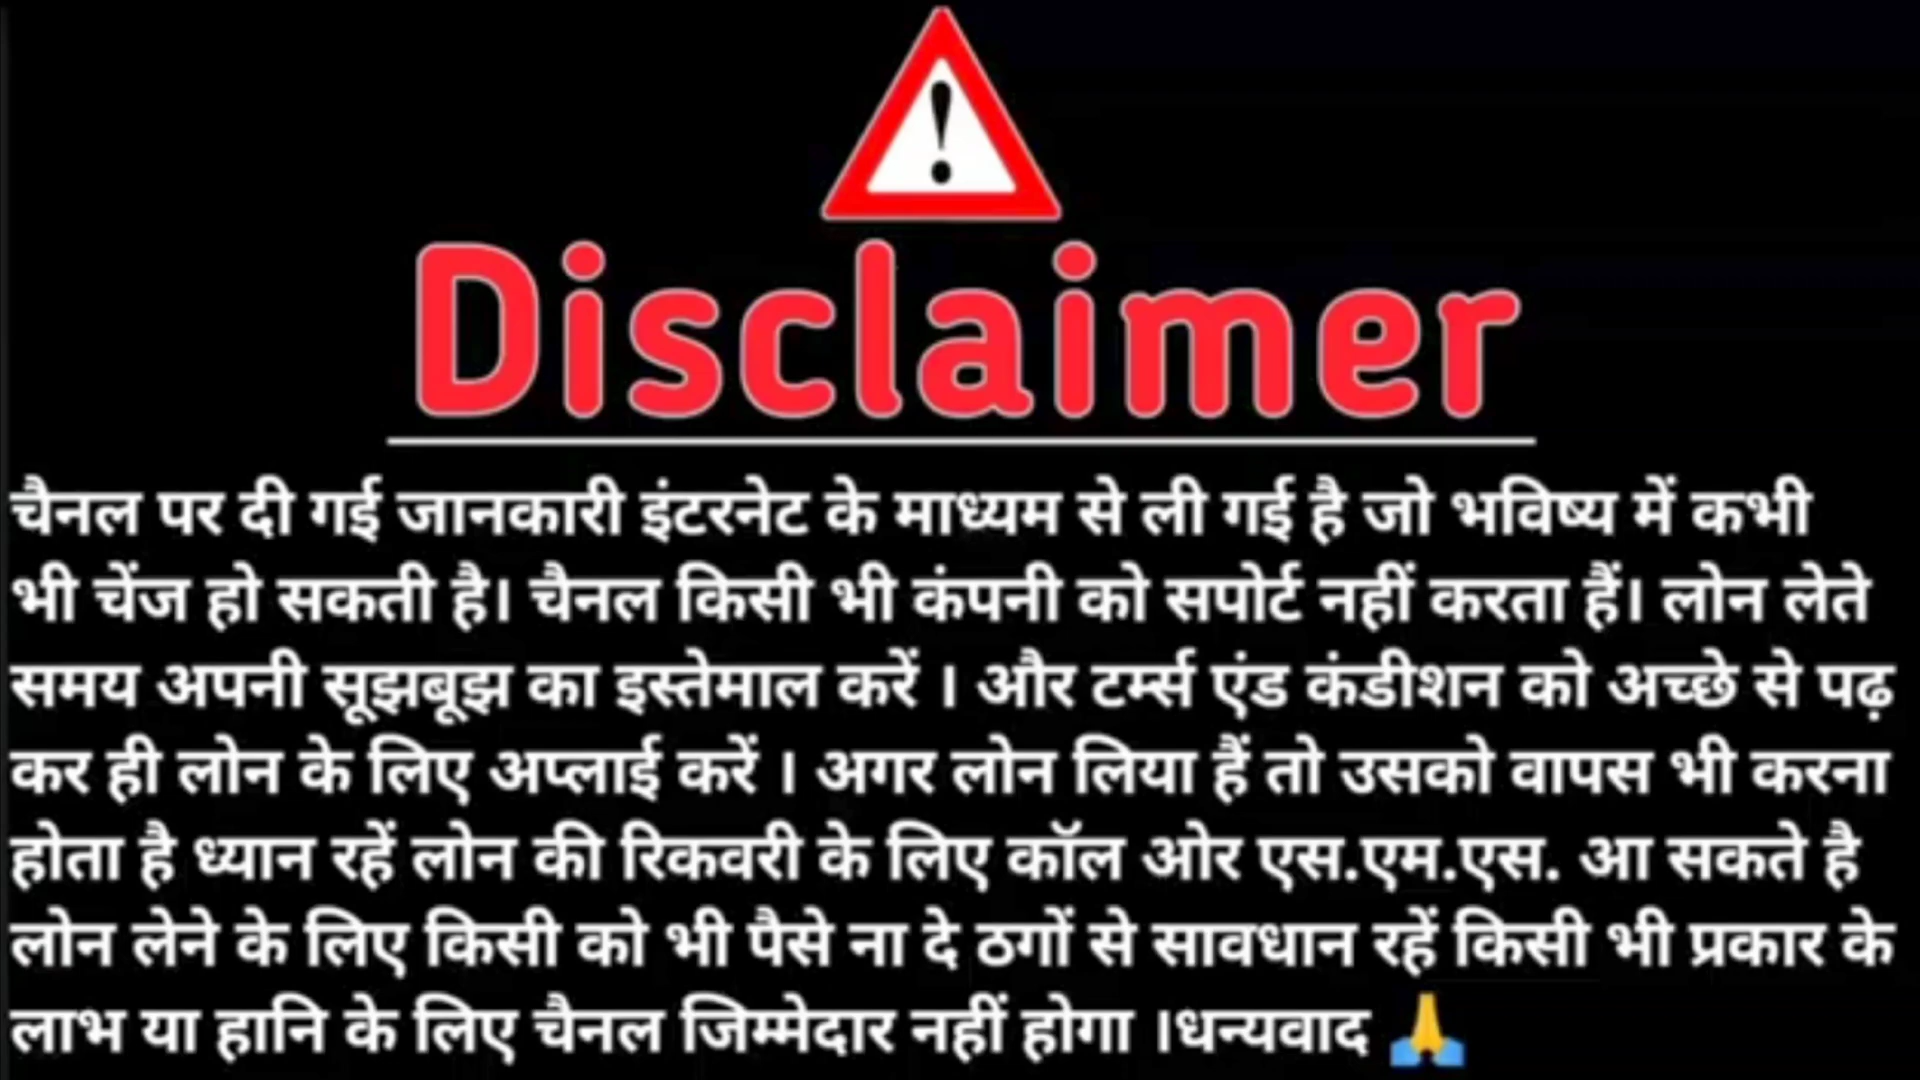 Disclaimer
चैनल पर दी गई जानकारी इंटरनेट के माध्यम से ली गई है जो भविष्य में कभी
भी चेंज हो सकती है। चैनल किसी भी कंपनी को सपोर्ट नहीं करता हैं। लोन लेते
समय अपनी सूझबूझ का इस्तेमाल करें । और टर्म्स एंड कंडीशन को अच्छे से पढ़
कर ही लोन के लिए अप्लाई करें । अगर लोन लिया हैं तो उसको वापस भी करना
होता है ध्यान रहें लोन की रिकवरी के लिए कॉल ओर एस.एम.एस. आ सकते है
लोन लेने के लिए किसी को भी पैसे ना दे ठगों से सावधान रहें किसी भी प्रकार के
लाभ या हानि के लिए चैनल जिम्मेदार नहीं होगा ।धन्यवाद 🙏